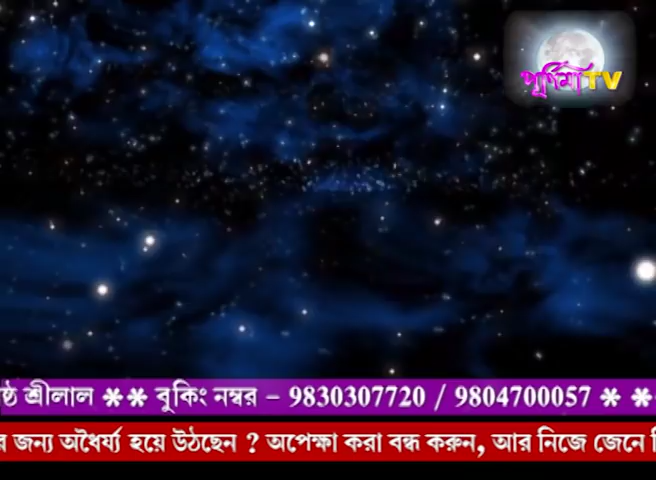 পূর্ণিমা TV
শ্রীলাল ** বুকিং নম্বর – 9830307720 / 9804700057 * *
জন্য অধৈর্য্য হয়ে উঠছেন ? অপেক্ষা করা বন্ধ করুন, আর নিজে জেনে